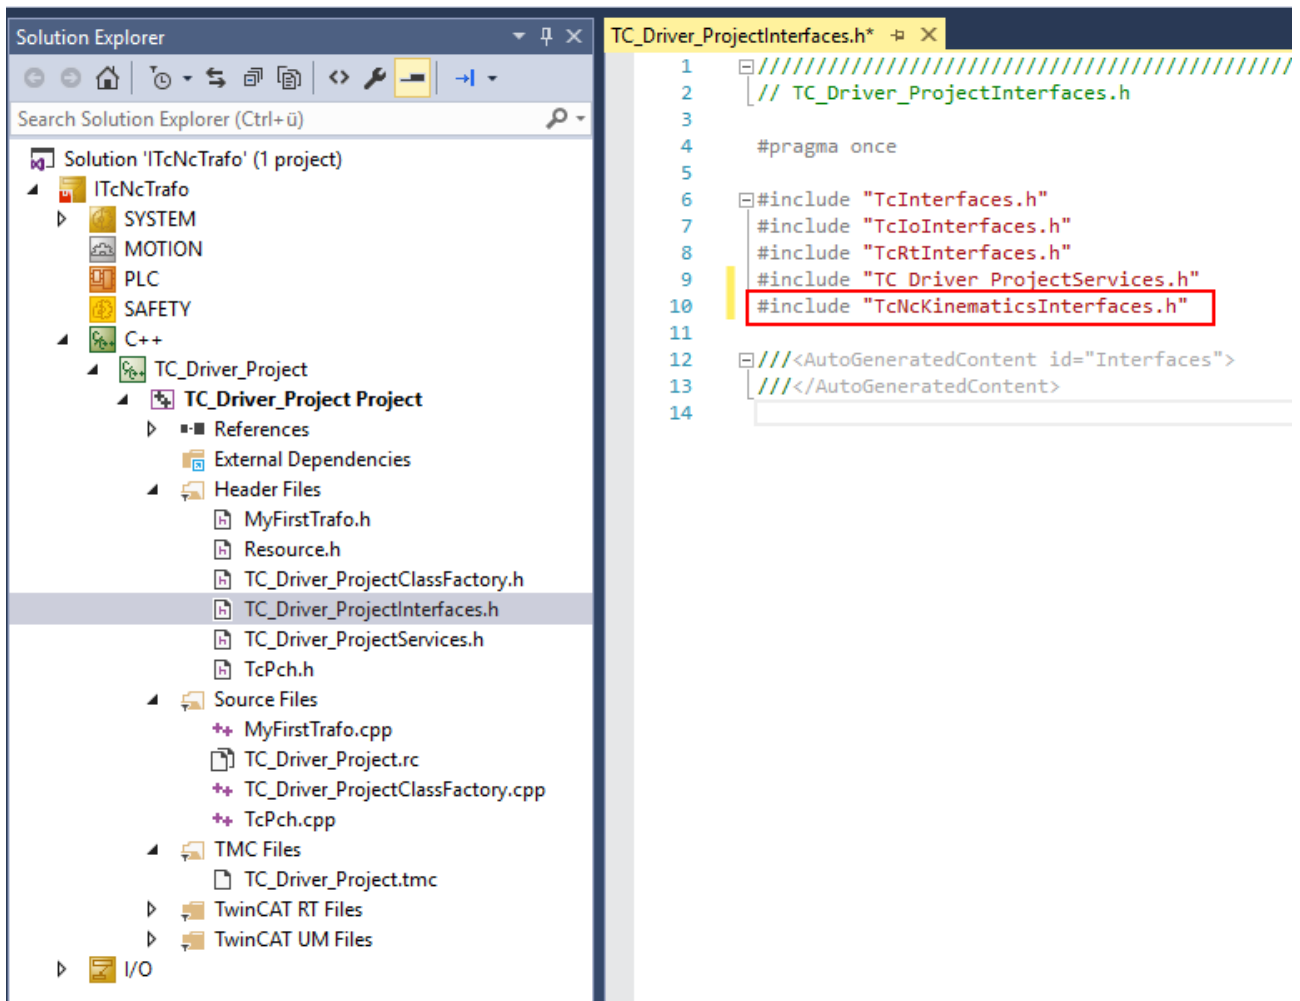 Solution Explorer
Search Solution Explorer (Ctrl+ü)
Solution 'ITcNcTrafo' (1 project)
ITcNcTrafo
SYSTEM
MOTION
PLC
SAFETY
C++
TC_Driver_Project
TC_Driver_Project Project
References
External Dependencies
Header Files
MyFirstTrafo.h
Resource.h
TC_Driver_ProjectClassFactory.h
TC_Driver_ProjectInterfaces.h
TC_Driver_ProjectServices.h
TcPch.h
Source Files
MyFirstTrafo.cpp
TC_Driver_Project.rc
TC_Driver_ProjectClassFactory.cpp
TcPch.cpp
TMC Files
TC_Driver_Project.tmc
TwinCAT RT Files
TwinCAT UM Files
I/O
TC_Driver_ProjectInterfaces.h*
1 /////////////////////////////////////////////
2 // TC_Driver_ProjectInterfaces.h
3
4 #pragma once
5
6 #include "TcInterfaces.h"
7 #include "TcIoInterfaces.h"
8 #include "TcRtInterfaces.h"
9 #include "TC_Driver_ProjectServices.h"
10 #include "TcNcKinematicsInterfaces.h"
11
12 ///<AutoGeneratedContent id="Interfaces">
13 ///</AutoGeneratedContent>
14